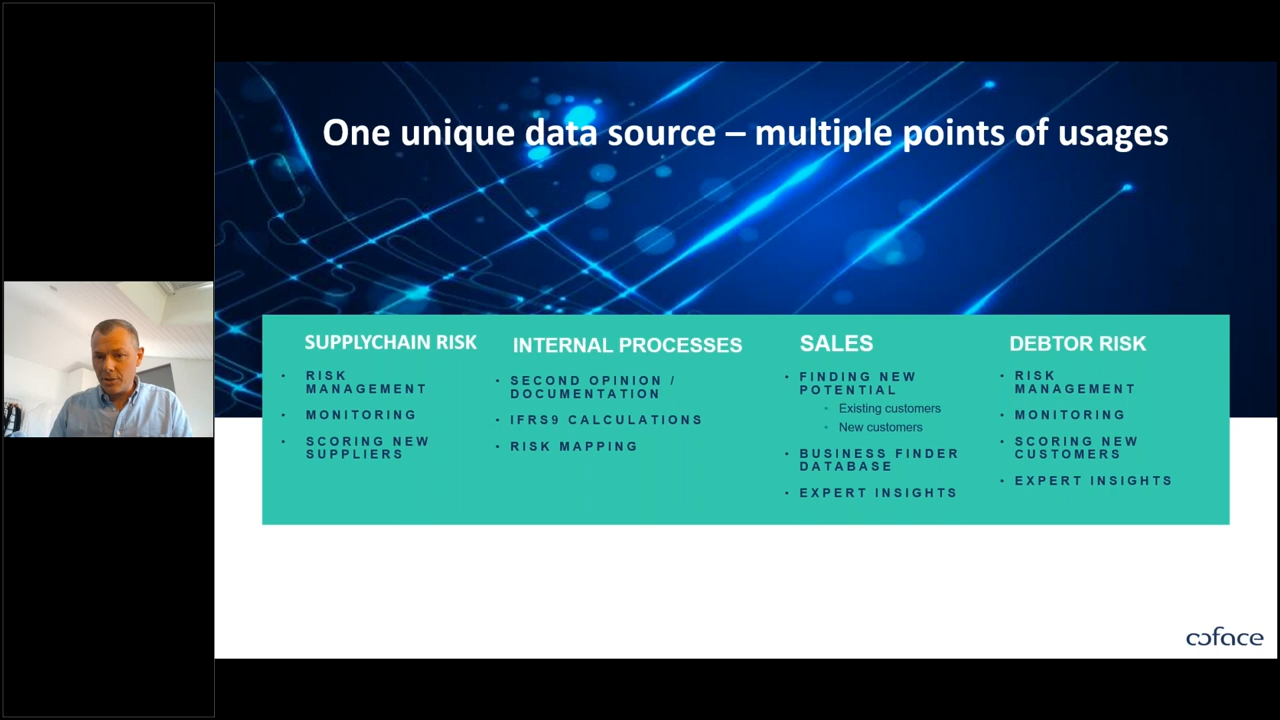 One unique data source – multiple points of usages
SUPPLYCHAIN RISK
• RISK
MANAGEMENT
• MONITORING
• SCORING NEW
SUPPLIERS
INTERNAL PROCESSES
• SECOND OPINION /
DOCUMENTATION
• IFRS9 CALCULATIONS
• RISK MAPPING
SALES
• FINDING NEW
POTENTIAL
• Existing customers
• New customers
• BUSINESS FINDER
DATABASE
• EXPERT INSIGHTS
DEBTOR RISK
• RISK
MANAGEMENT
• MONITORING
• SCORING NEW
CUSTOMERS
• EXPERT INSIGHTS
coface